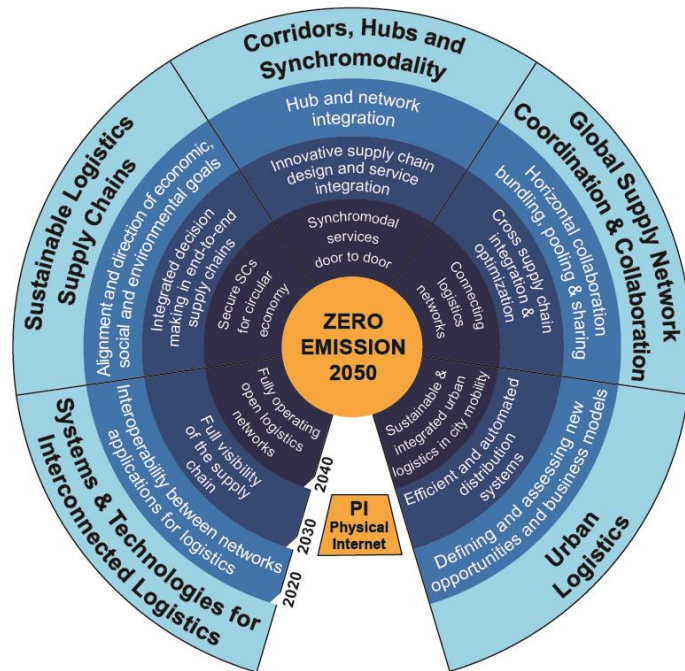 Corridors, Hubs and
Synchromodality
Hub and network
integration
Innovative supply chain
design and service
integration
Synchromodal
services
door to door
Global Supply Network
Coordination & Collaboration
Horizontal collaboration
bundling, pooling & sharing
Cross supply chain
integration &
optimization
Connecting
logistics
networks
Urban
Logistics
Defining and assessing new
opportunities and business models
Efficient and automated
distribution
systems
Sustainable &
integrated urban
logistics in city mobility
Sustainable Logistics
Supply Chains
Alignment and direction of economic,
social and environmental goals
Integrated decision
making in end-to-end
supply chains
Secure SCs
for circular
economy
Systems & Technologies for
Interconnected Logistics
Interoperability between networks
applications for logistics
Full visibility
of the supply
chain
Fully operating
open logistics
networks
ZERO
EMISSION
2050
2040
2030
2020
PI
Physical
Internet